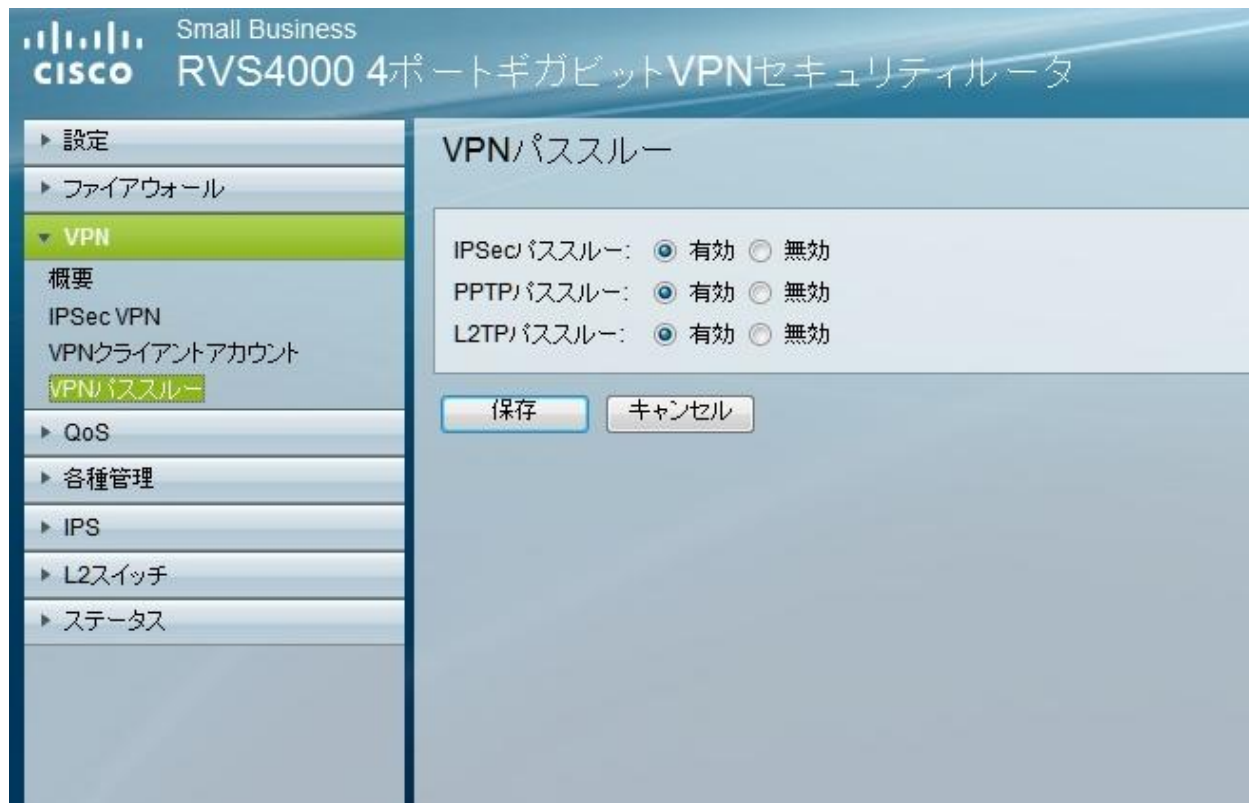 Small Business
CISCO RVS4000 4ポートギガビットVPNセキュリティルータ
設定
ファイアウォール
VPN
概要
IPSec VPN
VPNクライアントアカウント
VPNパススルー
QoS
各種管理
IPS
L2スイッチ
ステータス
VPNパススルー
IPSecパススルー: 有効 無効
PPTPパススルー: 有効 無効
L2TPパススルー: 有効 無効
保存 キャンセル